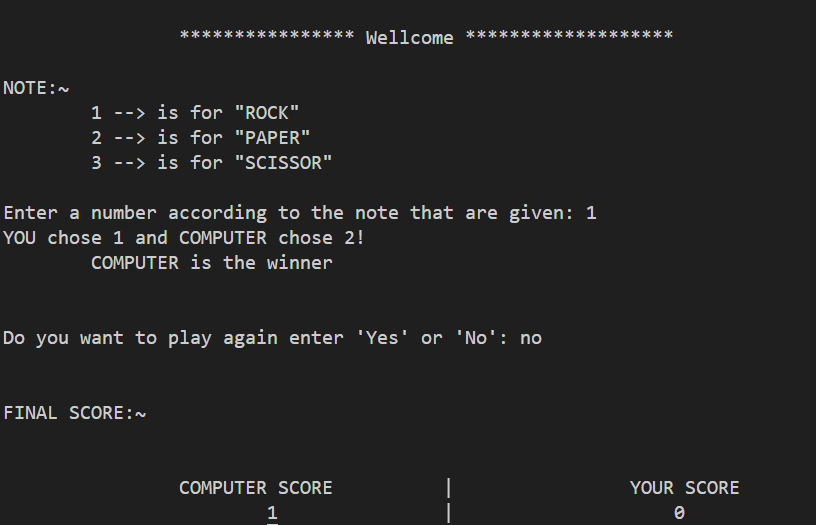 **************** Wellcome *******************
NOTE:~
1 --> is for "ROCK"
2 --> is for "PAPER"
3 --> is for "SCISSOR"
Enter a number according to the note that are given: 1
YOU chose 1 and COMPUTER chose 2!
COMPUTER is the winner
Do you want to play again enter 'Yes' or 'No': no
FINAL SCORE:~
COMPUTER SCORE | YOUR SCORE
1 | 0